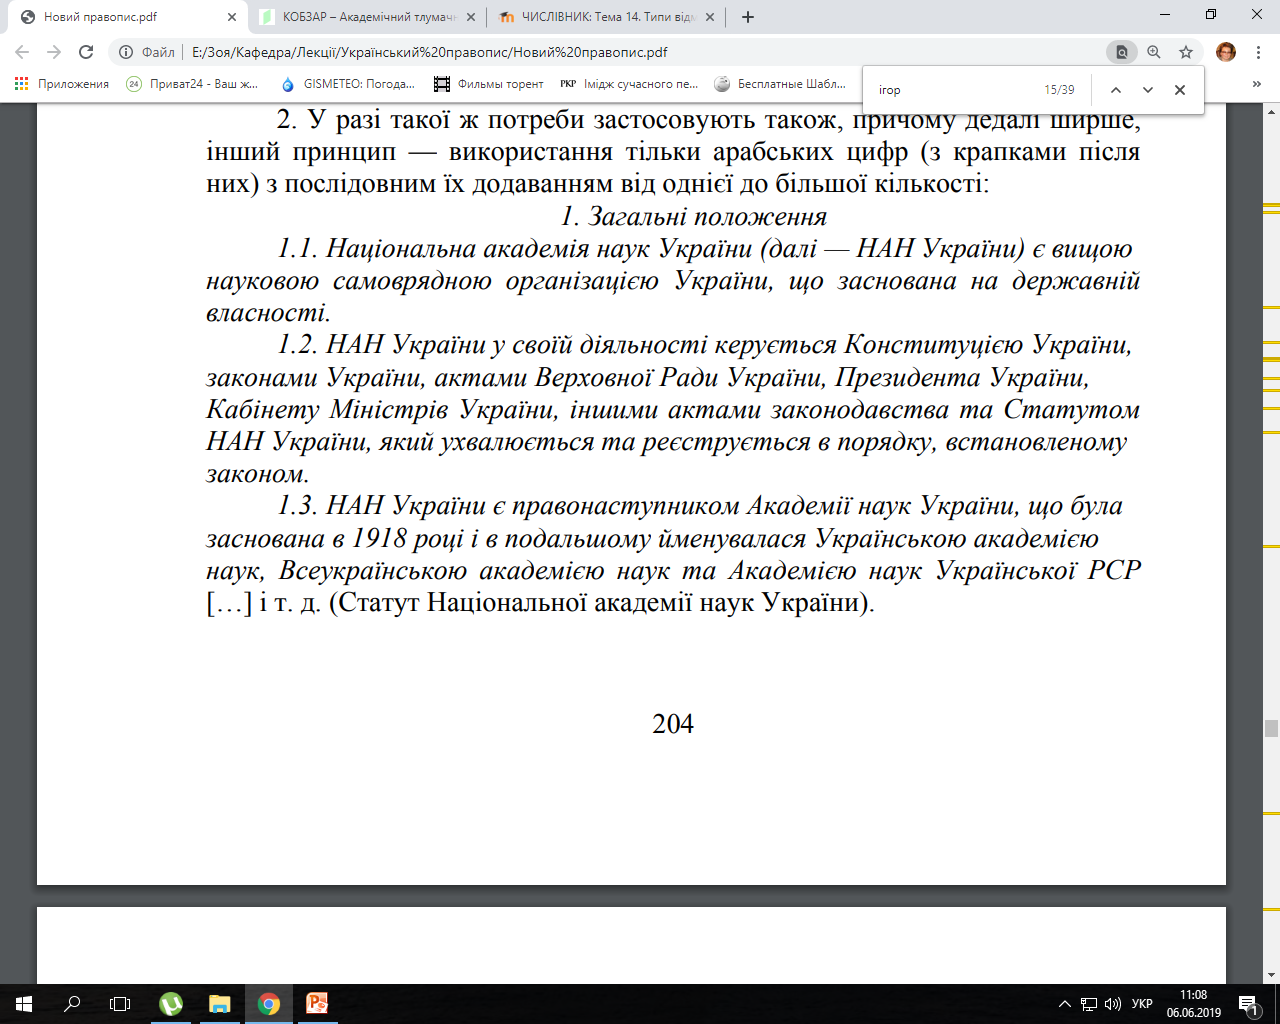 Новий правопис.pdf
КОБЗАР – Академічний тлумачн
ЧИСЛІВНИК: Тема 14. Типи відм
Файл
E:/Зоя/Кафедра/Лекції/Український%20правопис/Новий%20правопис.pdf
Приложения
24
Приват24 - Ваш ж...
GISMETEO: Погода...
Фильмы торент
РКР
Імідж сучасного пе...
Бесплатные Шабл...
»
ігор
15/39
2. У разі такої ж потреби застосовують також, причому дедалі ширше,
інший принцип — використання тільки арабських цифр (з крапками після
них) з послідовним їх додаванням від однієї до більшої кількості:
1. Загальні положення
1.1. Національна академія наук України (далі — НАН України) є вищою
науковою самоврядною організацією України, що заснована на державній
власності.
1.2. НАН України у своїй діяльності керується Конституцією України,
законами України, актами Верховної Ради України, Президента України,
Кабінету Міністрів України, іншими актами законодавства та Статутом
НАН України, який ухвалюється та реєструється в порядку, встановленому
законом.
1.3. НАН України є правонаступником Академії наук України, що була
заснована в 1918 році і в подальшому йменувалася Українською академією
наук, Всеукраїнською академією наук та Академією наук Української РСР
[…] і т. д. (Статут Національної академії наук України).
204
УКР
11:08
06.06.2019
1